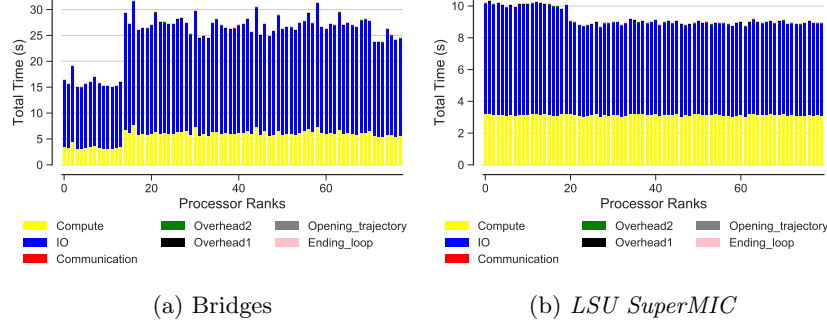 Total Time (s)
30
25
20
15
10
5
0
0 20 40 60
Processor Ranks
Compute
IO
Communication
Overhead2
Overhead1
Opening_trajectory
Ending_loop
(a) Bridges
Total Time (s)
10
8
6
4
2
0
0 20 40 60
Processor Ranks
Compute
IO
Communication
Overhead2
Overhead1
Opening_trajectory
Ending_loop
(b) LSU SuperMIC